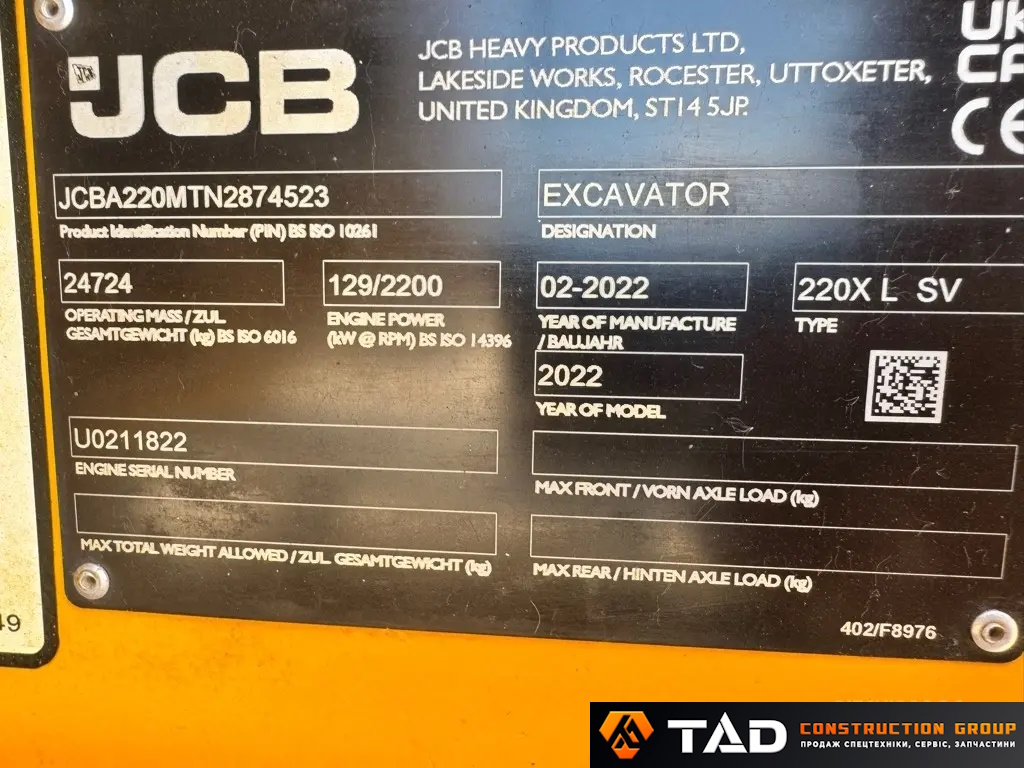 JCB
JCB
JCB HEAVY PRODUCTS LTD,
LAKESIDE WORKS, ROCESTER, UTTOXETER,
UNITED KINGDOM, ST14 5JP.
UK
CA
CE
JCBA220MTN2874523
Product Identification Number (PIN) BS ISO 10261
EXCAVATOR
DESIGNATION
24724
OPERATING MASS / ZUL.
GESAMTGEWICHT (kg) BS ISO 6016
129/2200
ENGINE POWER
(kW @ RPM) BS ISO 14396
02-2022
YEAR OF MANUFACTURE
/ BAUJAHR
220X L SV
TYPE
2022
YEAR OF MODEL
U0211822
ENGINE SERIAL NUMBER
MAX FRONT / VORN AXLE LOAD (kg)
MAX TOTAL WEIGHT ALLOWED / ZUL. GESAMTGEWICHT (kg)
MAX REAR / HINTEN AXLE LOAD (kg)
402/F8976
49
TAD CONSTRUCTION GROUP
ПРОДАЖ СПЕЦТЕХНІКИ, СЕРВІС, ЗАПЧАСТИНИ